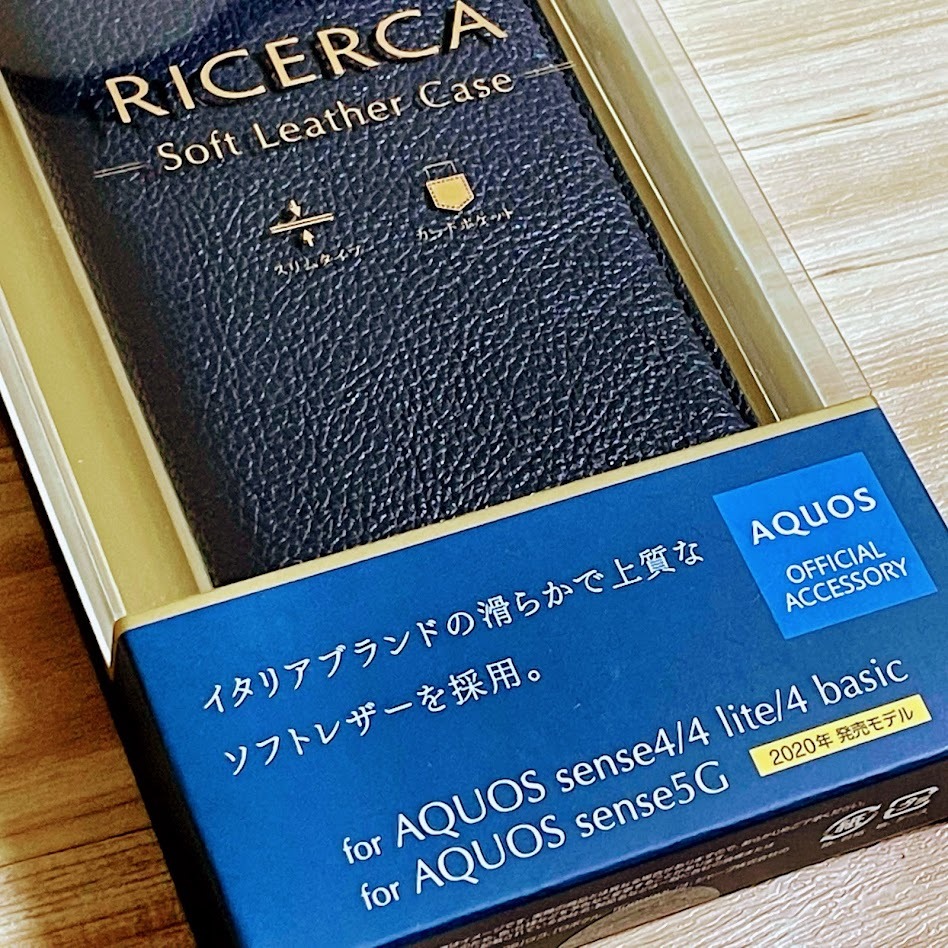 RICERCA
Soft Leather Case
スリムタイプ
カードポケット
AQUOS
OFFICIAL
ACCESSORY
イタリアブランドの滑らかで上質な
ソフトレザーを採用。
for AQUOS sense4/4 lite/4 basic
2020年 発売モデル
for AQUOS sense5G
紙
プラ